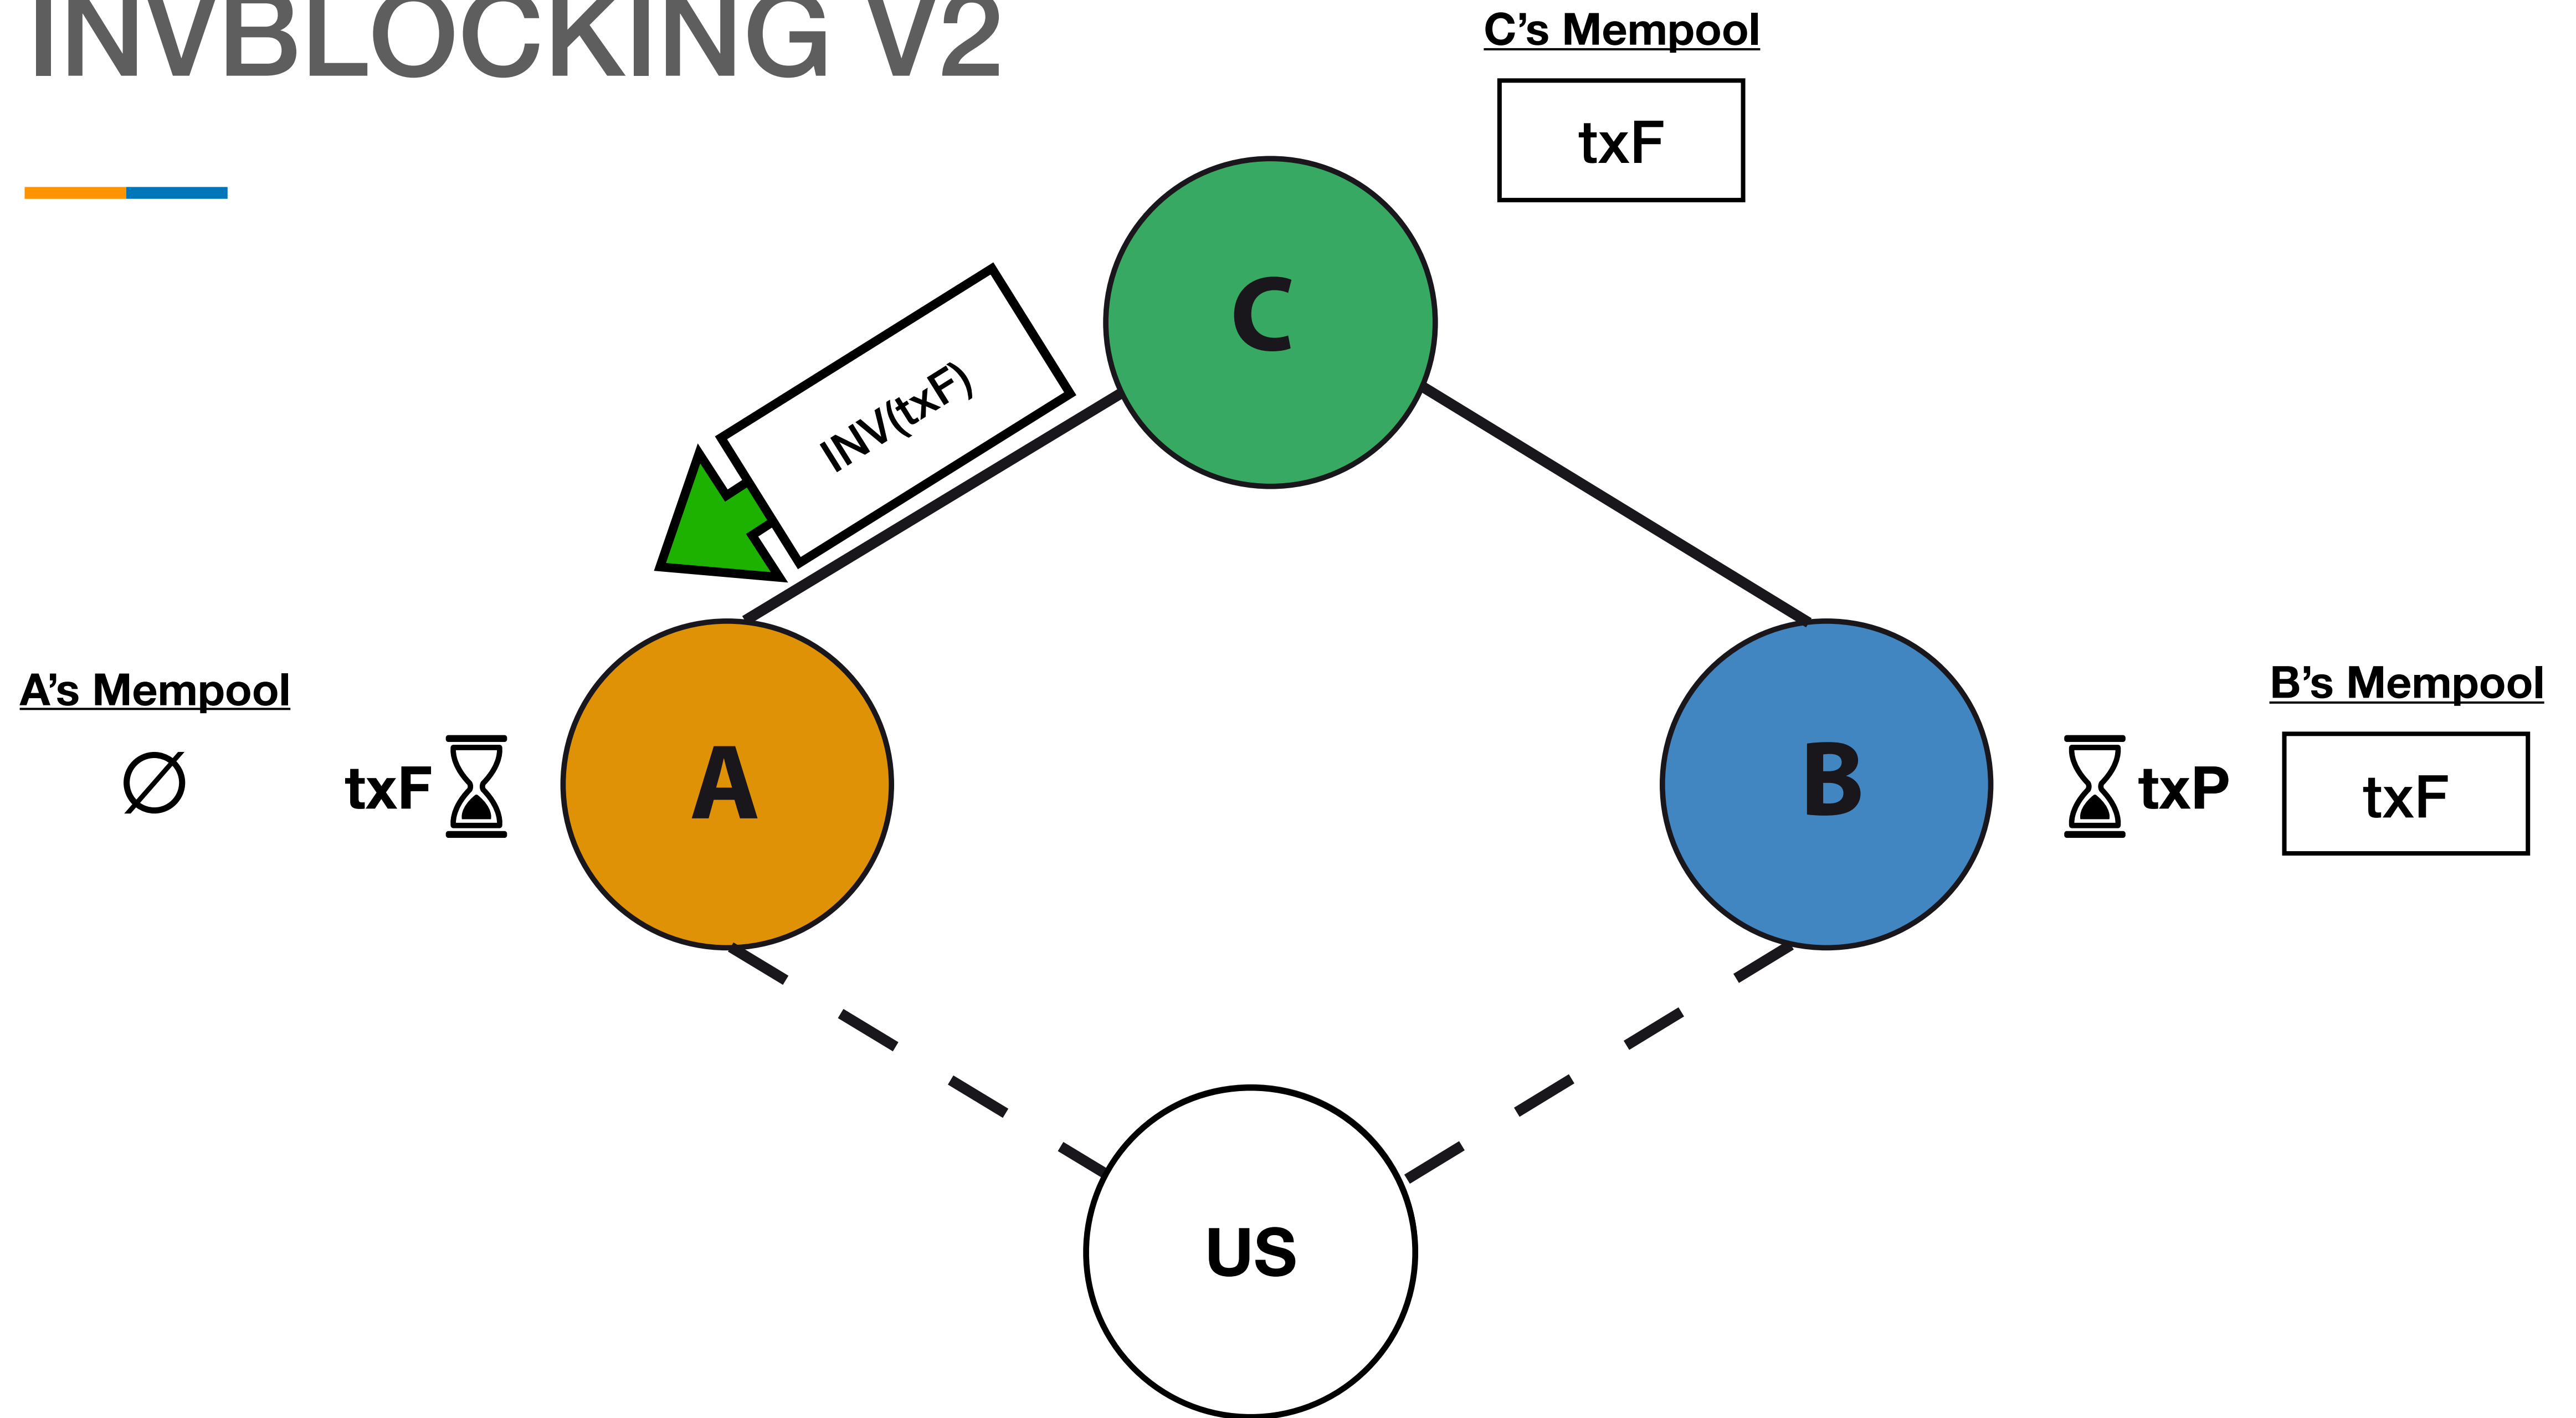 INVBLOCKING V2
C’s Mempool
txF
C
INV(txF)
A’s Mempool
∅
txF
A
B
txP
B’s Mempool
txF
US